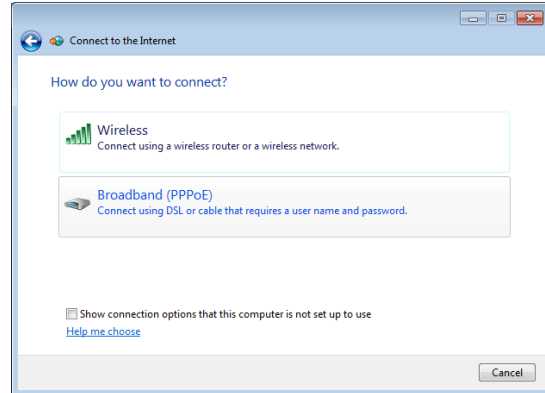 Connect to the Internet
How do you want to connect?
Wireless
Connect using a wireless router or a wireless network.
Broadband (PPPoE)
Connect using DSL or cable that requires a user name and password.
Show connection options that this computer is not set up to use
Help me choose
Cancel